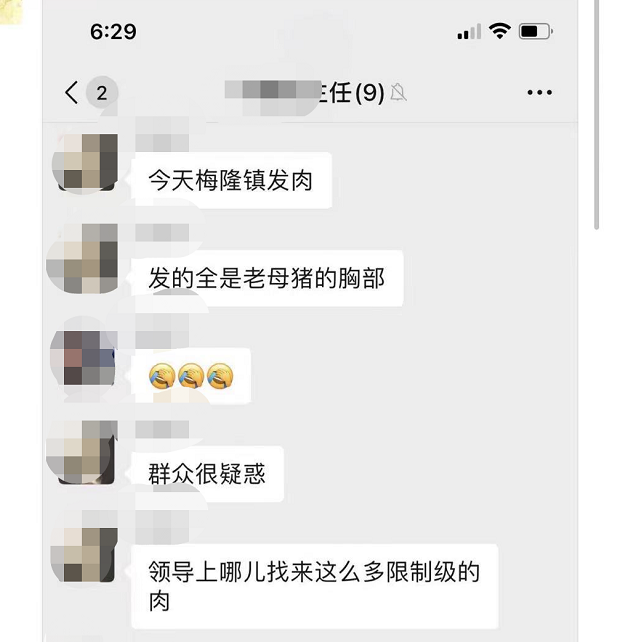 6:29
2
主任(9)
今天梅隆镇发肉
发的全是老母猪的胸部
🤣🤣🤣
群众很疑惑
领导上哪儿找来这么多限制级的
肉